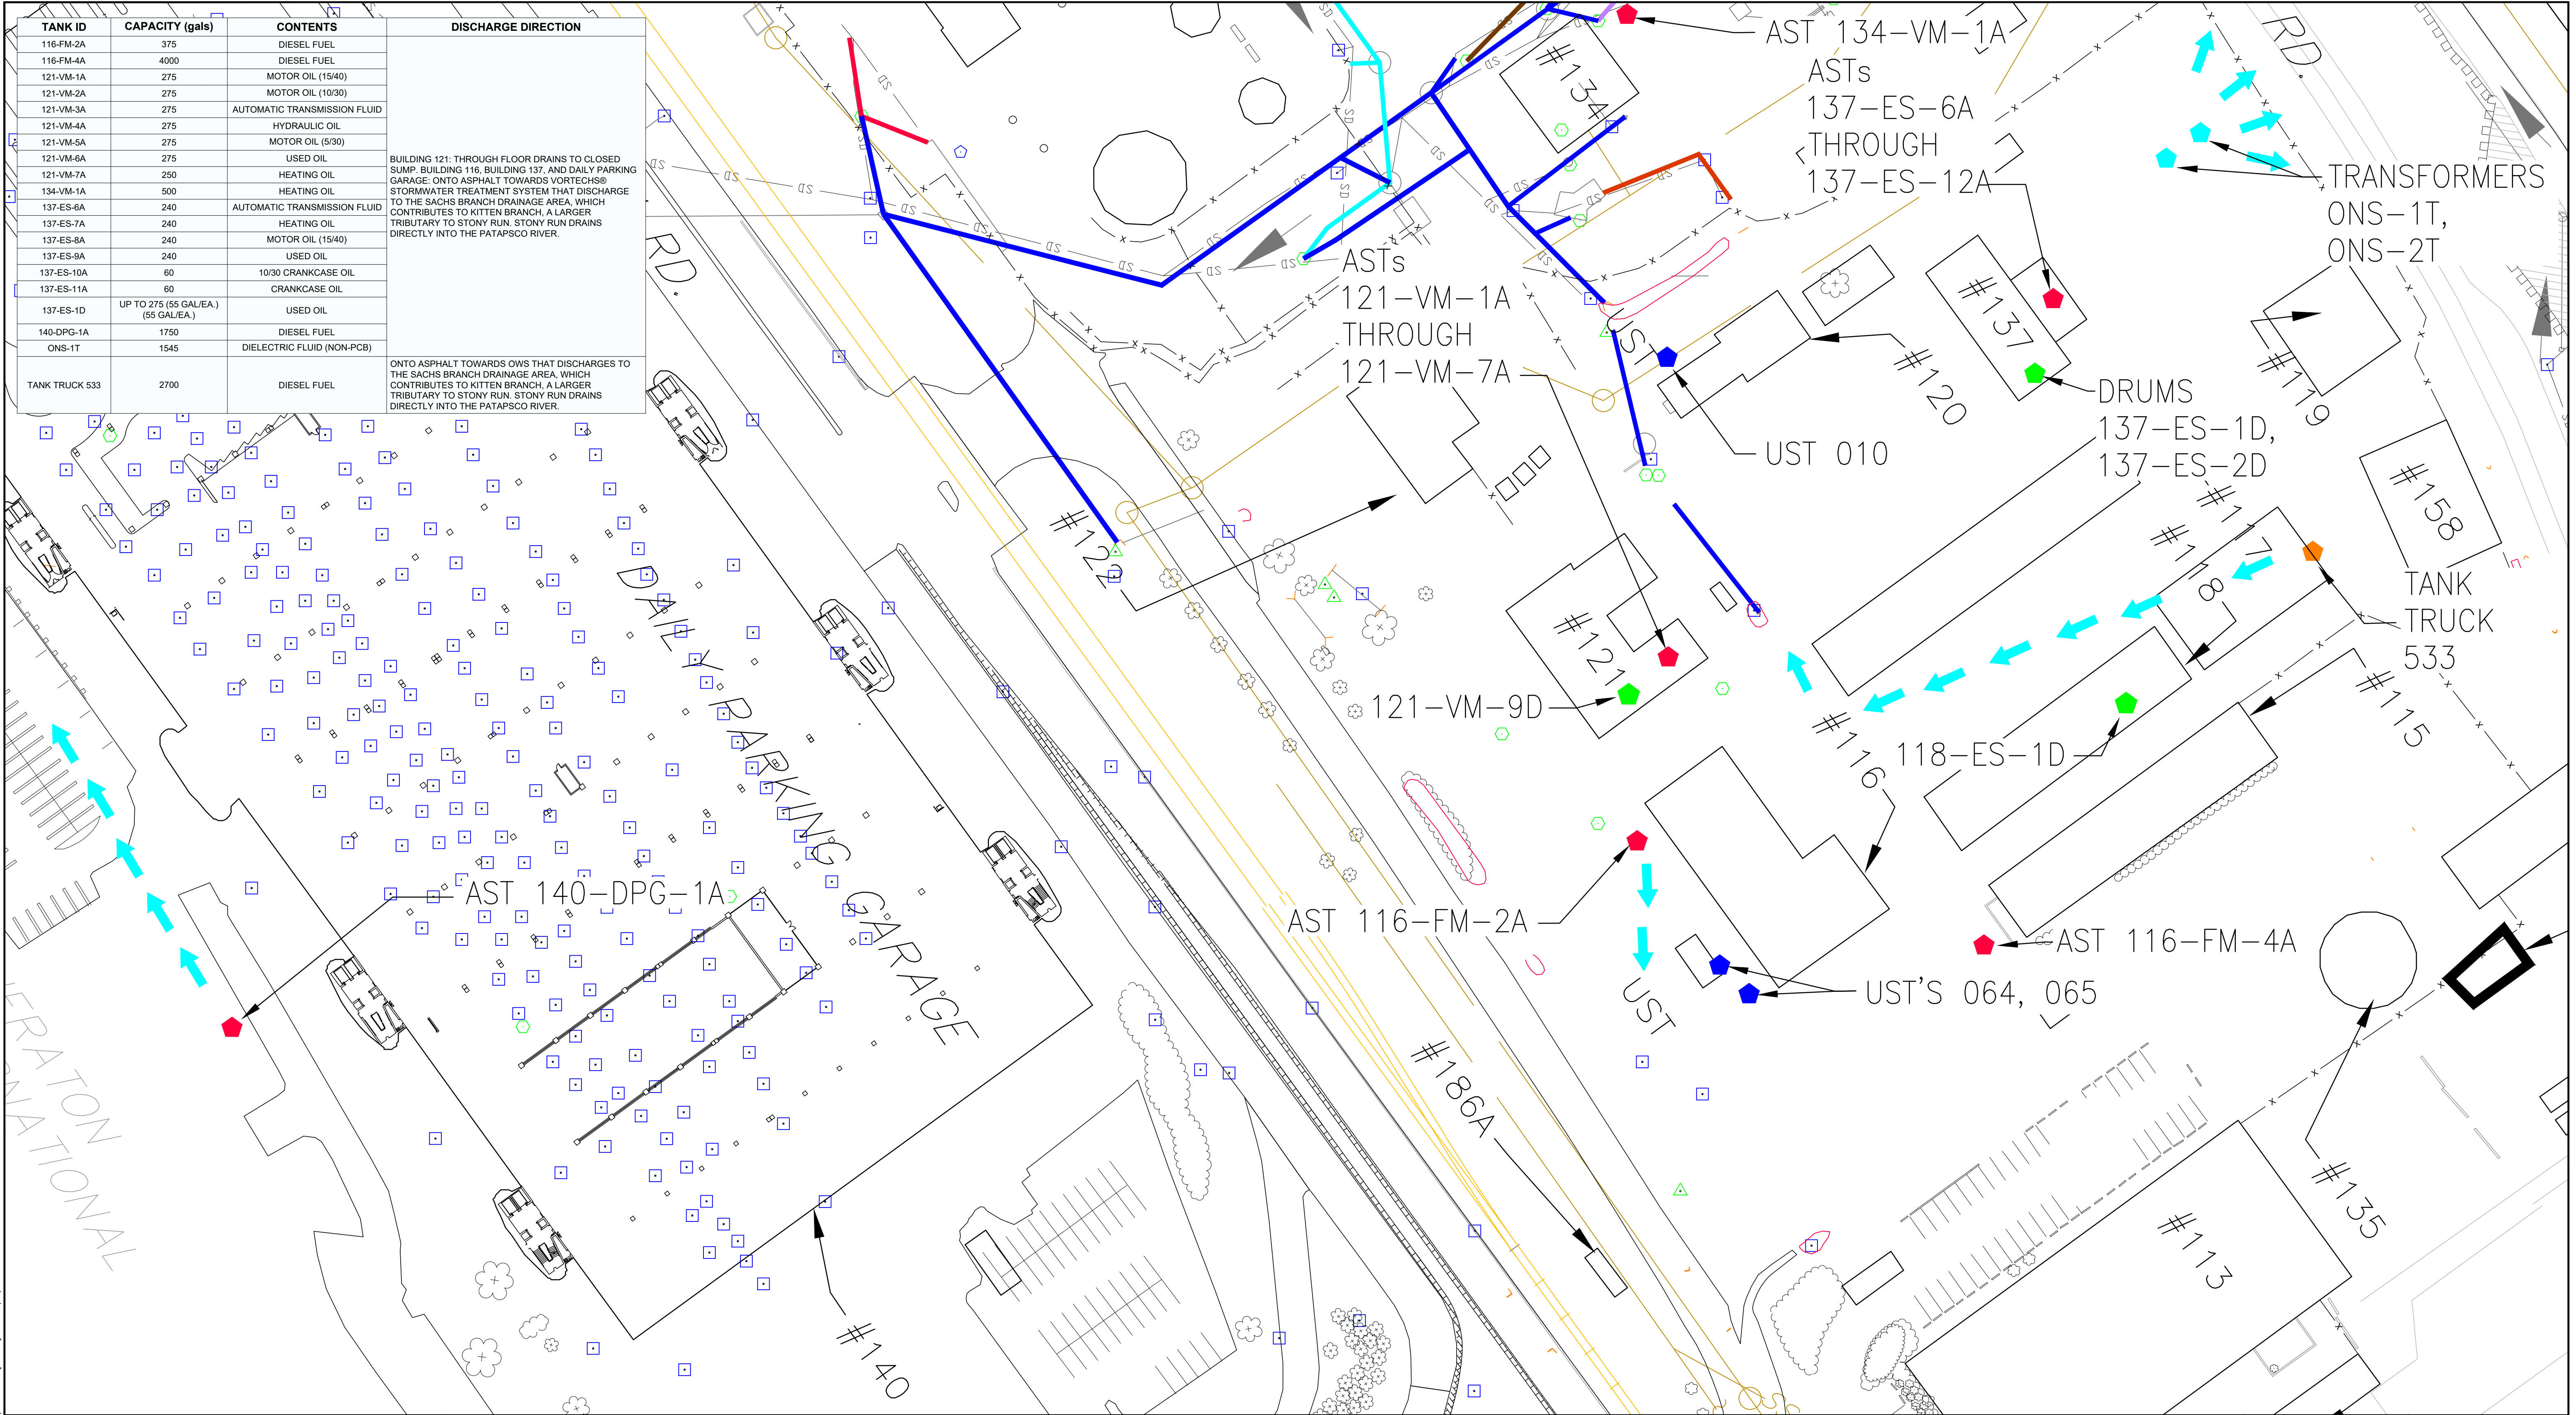 TANK ID CAPACITY (gals) CONTENTS DISCHARGE DIRECTION
116-FM-2A 375 DIESEL FUEL
116-FM-4A 4000 DIESEL FUEL
121-VM-1A 275 MOTOR OIL (15/40)
121-VM-2A 275 MOTOR OIL (10/30)
121-VM-3A 275 AUTOMATIC TRANSMISSION FLUID
121-VM-4A 275 HYDRAULIC OIL
121-VM-5A 275 MOTOR OIL (5/30)
121-VM-6A 275 USED OIL
121-VM-7A 250 HEATING OIL
134-VM-1A 500 HEATING OIL
137-ES-6A 240 AUTOMATIC TRANSMISSION FLUID
137-ES-7A 240 HEATING OIL
137-ES-8A 240 MOTOR OIL (15/40)
137-ES-9A 240 USED OIL
137-ES-10A 60 10/30 CRANKCASE OIL
137-ES-11A 60 CRANKCASE OIL
137-ES-1D UP TO 275 (55 GAL/EA.) USED OIL
(55 GAL/EA.)
140-DPG-1A 1750 DIESEL FUEL
ONS-1T 1545 DIELECTRIC FLUID (NON-PCB)
BUILDING 121: THROUGH FLOOR DRAINS TO CLOSED
SUMP. BUILDING 116, BUILDING 137, AND DAILY PARKING
GARAGE: ONTO ASPHALT TOWARDS VORTECHS®
STORMWATER TREATMENT SYSTEM THAT DISCHARGE
TO THE SACHS BRANCH DRAINAGE AREA, WHICH
CONTRIBUTES TO KITTEN BRANCH, A LARGER
TRIBUTARY TO STONY RUN. STONY RUN DRAINS
DIRECTLY INTO THE PATAPSCO RIVER.
TANK TRUCK 533 2700 DIESEL FUEL
ONTO ASPHALT TOWARDS OWS THAT DISCHARGES TO
THE SACHS BRANCH DRAINAGE AREA, WHICH
CONTRIBUTES TO KITTEN BRANCH, A LARGER
TRIBUTARY TO STONY RUN. STONY RUN DRAINS
DIRECTLY INTO THE PATAPSCO RIVER.
AST 134-VM-1A
#134
RD.
ASTs
137-ES-6A
THROUGH
137-ES-12A
TRANSFORMERS
ONS-1T,
ONS-2T
RD.
ASTs
121-VM-1A
THROUGH
121-VM-7A
UST
#137
#120
#119
DRUMS
137-ES-1D,
137-ES-2D
UST 010
#158
#117
#118
#122
TANK
TRUCK
533
#121
121-VM-9D
DAILY PARKING GARAGE
#116
#115
118-ES-1D
AST 140-DPG-1A
AST 116-FM-2A
AST 116-FM-4A
UST'S 064, 065
UST
#186A
#135
#113
#140
SD
SD
SD
SD
SD
SD
SD
SD
SD
SD
SD
SD